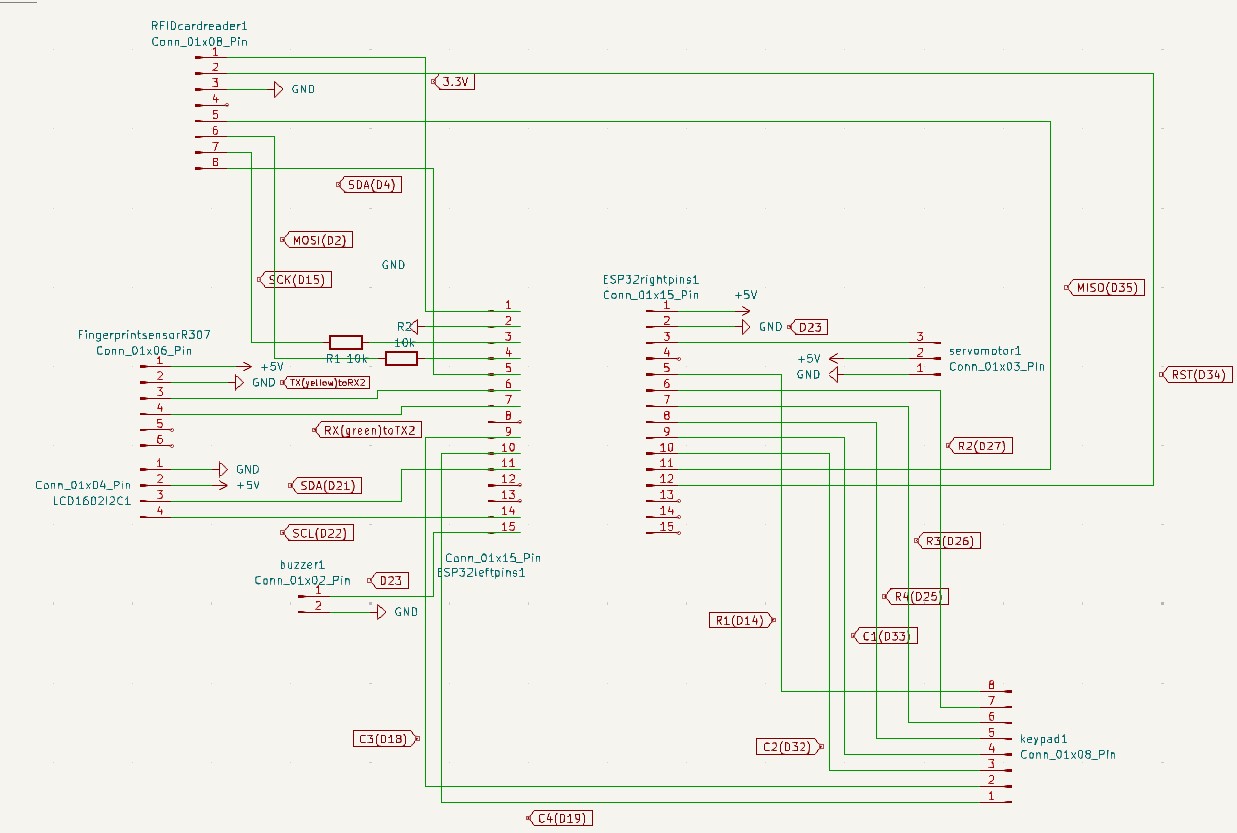 RFIDcardreader1
Conn_01x08_Pin
1
2
3
4
5
6
7
8
GND
3.3V
SDA(D4)
MOSI(D2)
SCK(D15)
GND
R2
10k
R1 10k
FingerprintsensorR307
Conn_01x06_Pin
1
2
3
4
5
6
+5V
GND
TX(yellow)toRX2
RX(green)toTX2
1
2
3
4
GND
+5V
Conn_01x04_Pin
LCD1602I2C1
SDA(D21)
SCL(D22)
buzzer1
Conn_01x02_Pin
1
2
D23
GND
1
2
3
4
5
6
7
8
9
10
11
12
13
14
15
Conn_01x15_Pin
ESP32leftpins1
ESP32rightpins1
Conn_01x15_Pin
1
2
3
4
5
6
7
8
9
10
11
12
13
14
15
+5V
GND
D23
3
2
1
+5V
GND
servomotor1
Conn_01x03_Pin
MISO(D35)
RST(D34)
R2(D27)
R3(D26)
R4(D25)
R1(D14)
C1(D33)
C3(D18)
C2(D32)
C4(D19)
8
7
6
5
4
3
2
1
keypad1
Conn_01x08_Pin